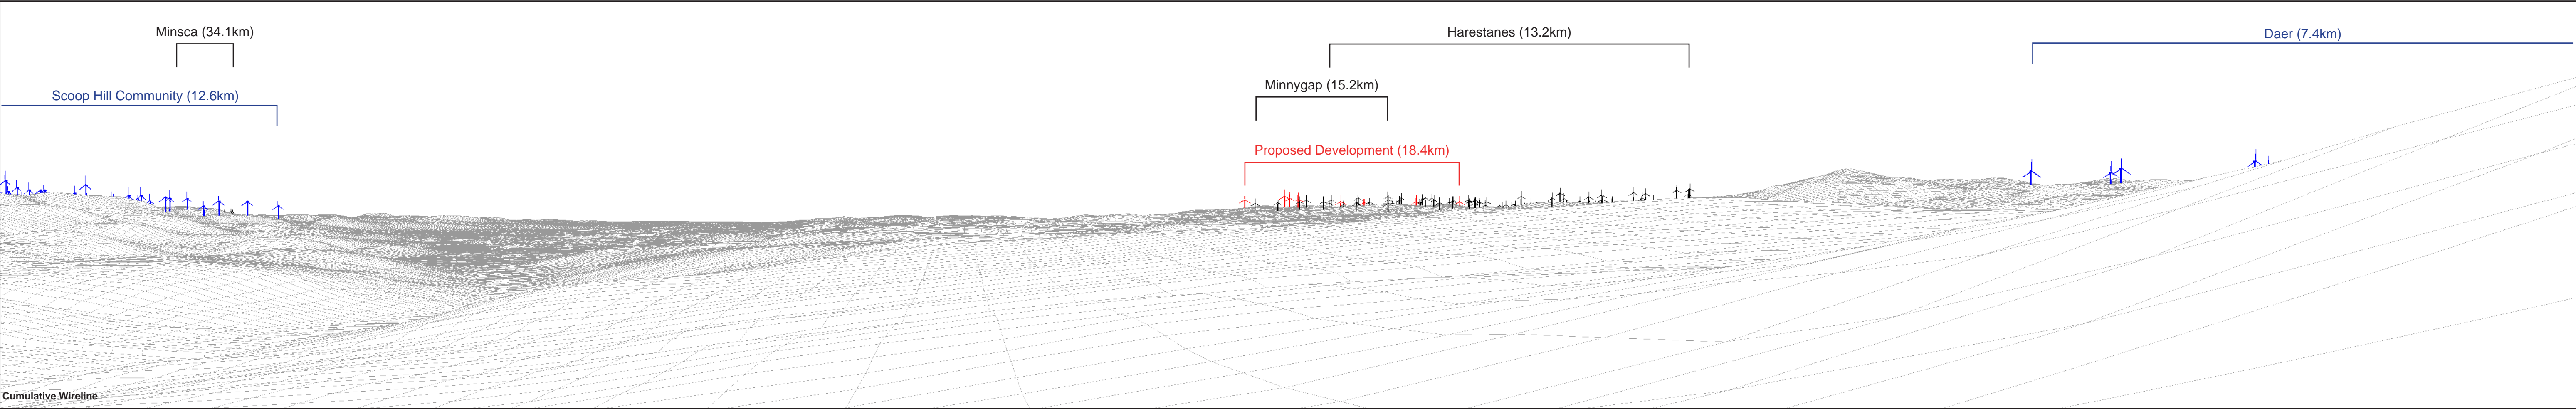 Minsca (34.1km)
Harestanes (13.2km)
Daer (7.4km)
Scoop Hill Community (12.6km)
Minnygap (15.2km)
Proposed Development (18.4km)
Cumulative Wireline